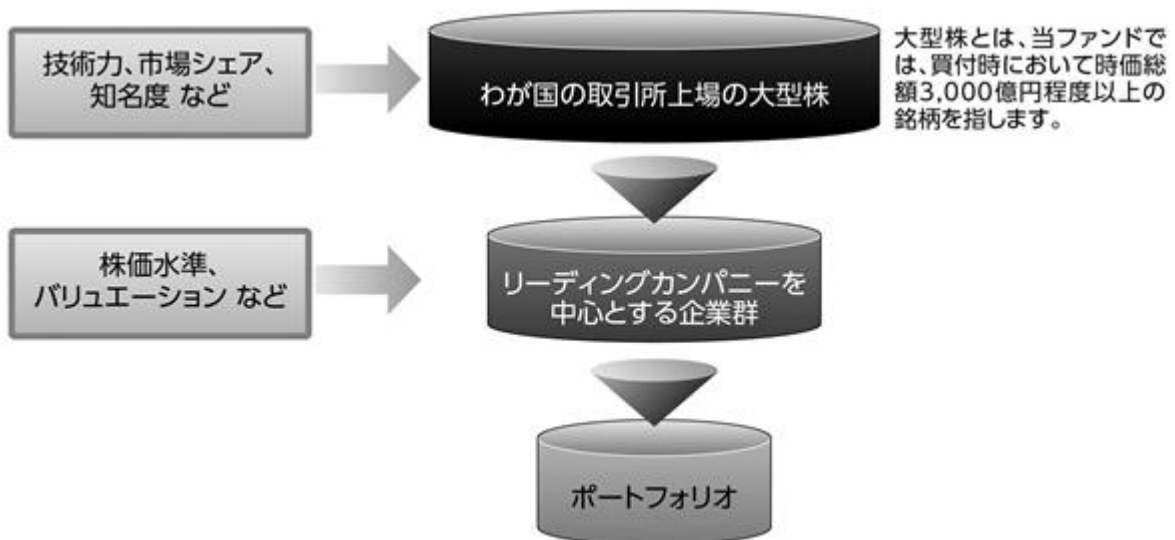 技術力、市場シェア、
知名度 など
わが国の取引所上場の大型株
大型株とは、当ファンドで
は、買付時において時価総
額3,000億円程度以上の
銘柄を指します。
株価水準、
バリュエーション など
リーディングカンパニーを
中心とする企業群
ポートフォリオ